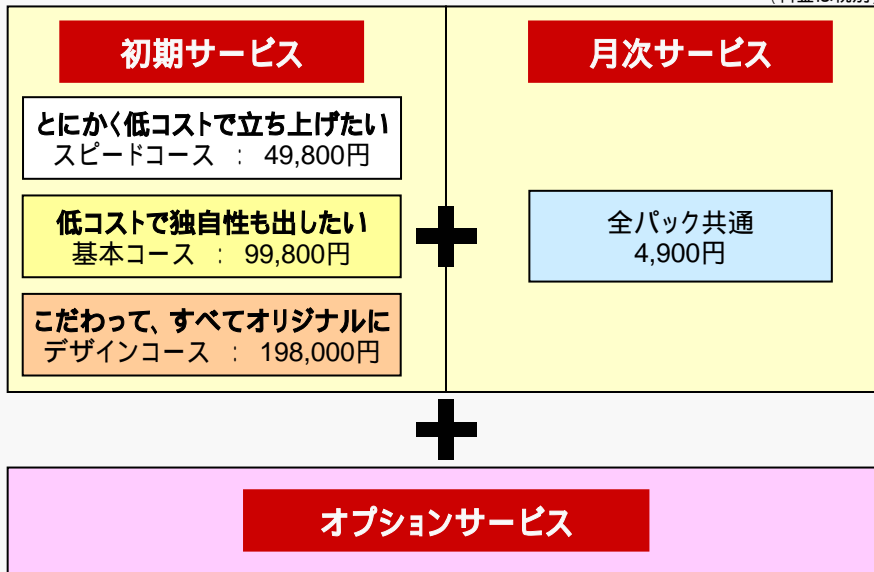 初期サービス
とにかく低コストで立ち上げたい
スピードコース : 49,800円
低コストで独自性も出したい
基本コース : 99,800円
こだわって、すべてオリジナルに
デザインコース : 198,000円
月次サービス
全パック共通
4,900円
オプションサービス